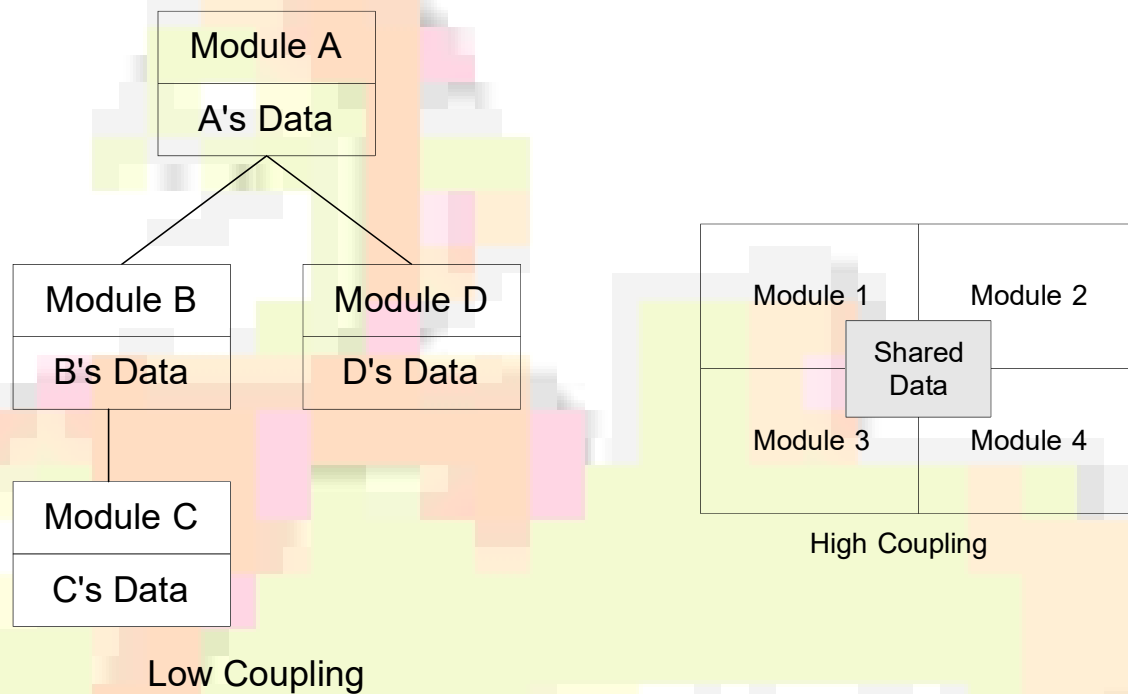 Module A
A's Data
Module B
B's Data
Module D
D's Data
Module C
C's Data
Low Coupling
Module 1
Module 2
Shared
Data
Module 3
Module 4
High Coupling